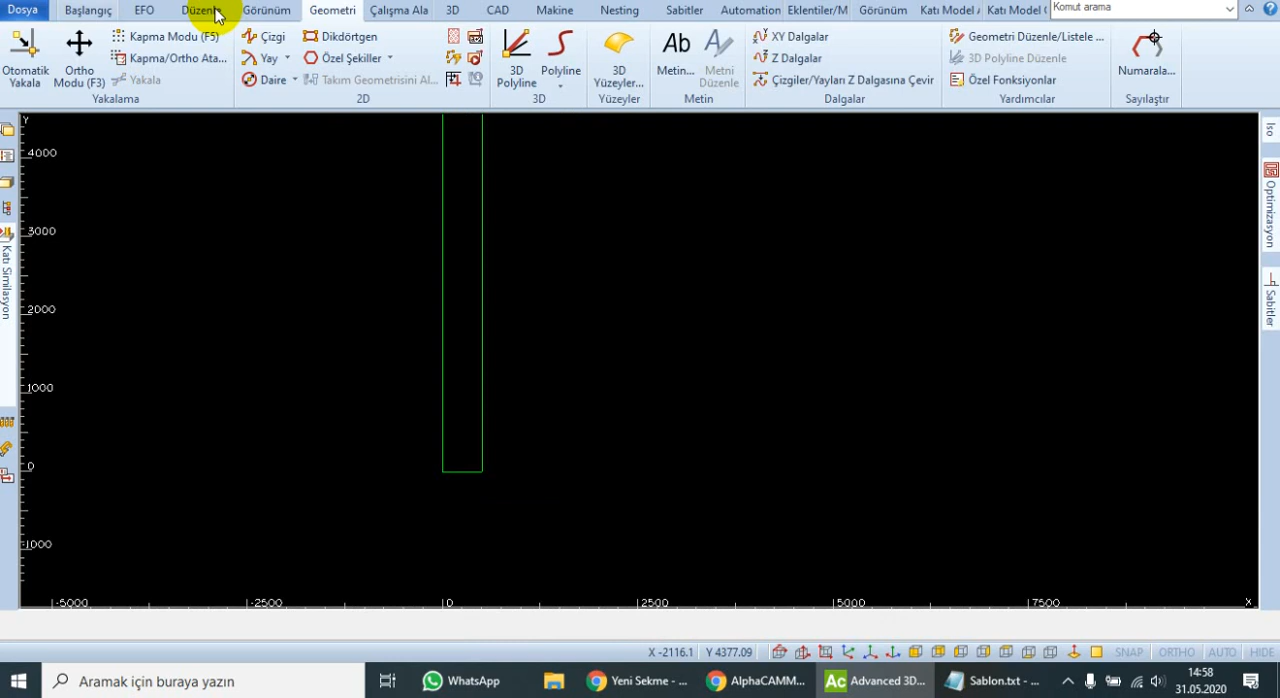 Dosya Başlangıç EFO Düzenle Görünüm Geometri Çalışma Ala 3D CAD Makine Nesting Sabitler Automation Eklentiler/M Görünüm Katı Model Katı Model Komut arama
Kapma Modu (F5) Çizgi Dikdörtgen XY Dalgalar Geometri Düzenle/Listele ...
Kapma/Ortho Ata... Yay Özel Şekiller Z Dalgalar 3D Polyline Düzenle
Yakala Daire Takım Geometrisini Al... Çizgiler/Yayları Z Dalgasına Çevir Özel Fonksiyonlar
Otomatik Yakala Ortho Modu (F3) 3D Polyline Polyline 3D Yüzeyler... Metin... Metni Düzenle Numarala...
Yakalama 2D 3D Yüzeyler Metin Dalgalar Yardımcılar Sayılaştır
Y
4000
3000
2000
1000
0
-1000
-5000 -2500 0 2500 5000 7500 X
Katı Similasyon
Iso
Optimizasyon
Sabitler
X -2116.1 Y 4377.09 SNAP ORTHO AUTO HIDE
Aramak için buraya yazın WhatsApp Yeni Sekme - ... AlphaCAMM... Advanced 3D... Sablon.txt - ... 14:58
31.05.2020